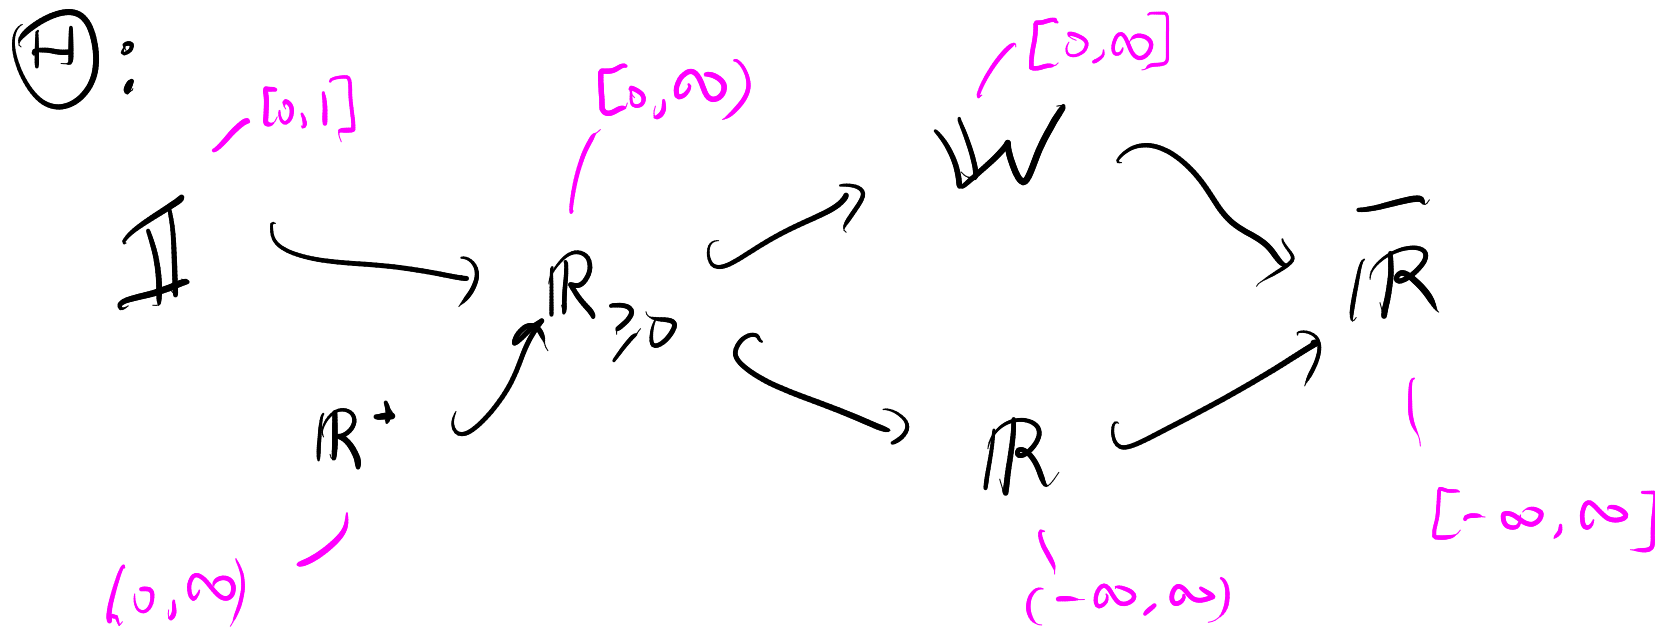 Ⓗ:
[0,1]
[0,∞)
[0,∞]
𝕀
ℝ≥0
𝕎
ℝ̅
ℝ⁺
ℝ
(0,∞)
(-∞,∞)
[-∞,∞]